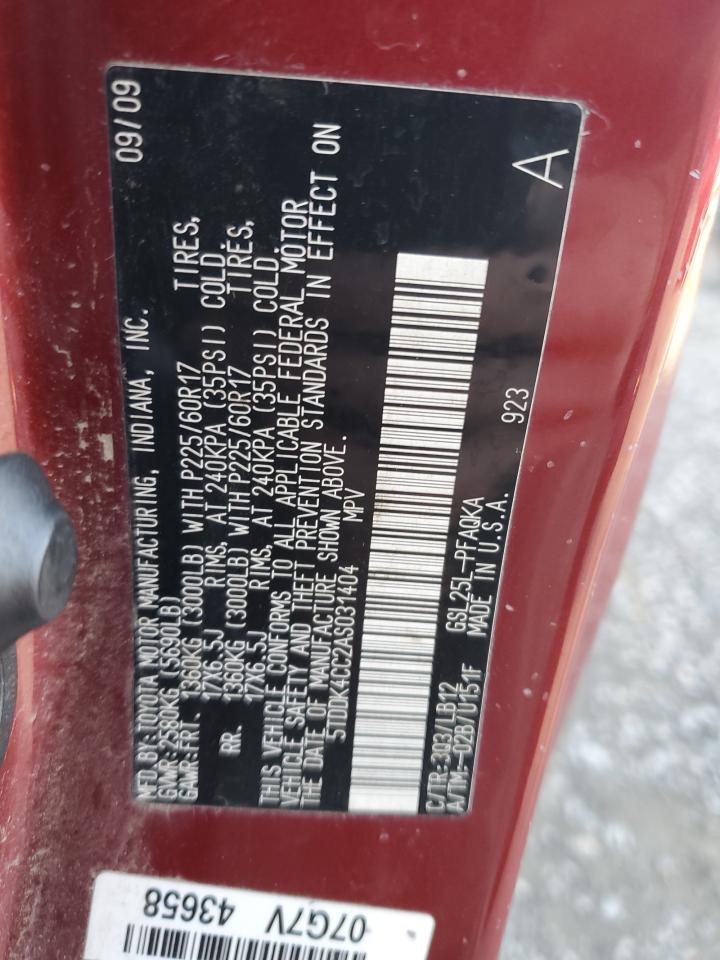 MFD. BY: TOYOTA MOTOR MANUFACTURING, INDIANA, INC. 09/09
GVWR: 2580KG (5690LB)
GAWR: FRT. 1360KG (3000LB) WITH P225/60R17 TIRES,
17X6.5J RIMS, AT 240KPA (35PSI) COLD.
RR. 1360KG (3000LB) WITH P225/60R17 TIRES,
17X6.5J RIMS, AT 240KPA (35PSI) COLD.
THIS VEHICLE CONFORMS TO ALL APPLICABLE FEDERAL MOTOR
VEHICLE SAFETY AND THEFT PREVENTION STANDARDS IN EFFECT ON
THE DATE OF MANUFACTURE SHOWN ABOVE.
5TDDK4CC2AS031404 MPV
C/TR: 3Q3/LB12 GSL25L-PFAQKA
A/TM: -02B/U151F MADE IN U.S.A. 923
A
07G7V
43658